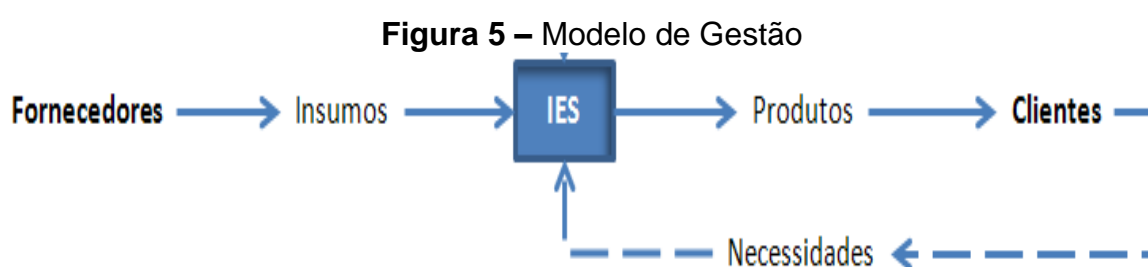 Figura 5 – Modelo de Gestão
Fornecedores Insumos IES Produtos Clientes
Necessidades